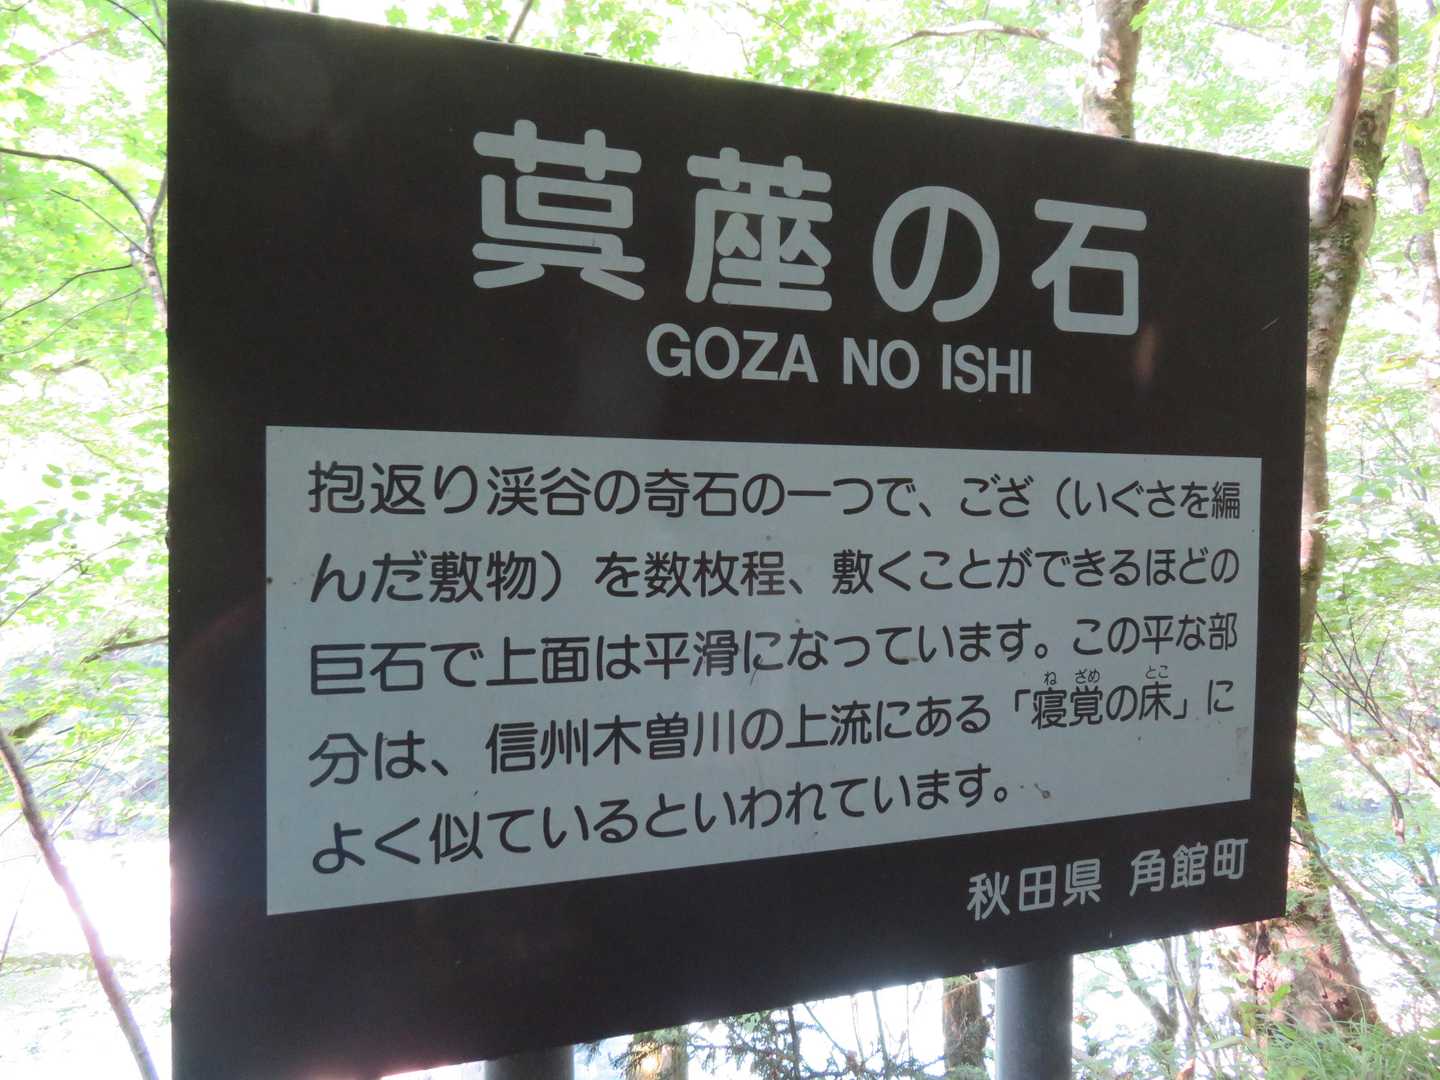 茣蓙の石
GOZA NO ISHI
抱返り渓谷の奇石の一つで、ござ（いぐさを編
んだ敷物）を数枚程、敷くことができるほどの
巨石で上面は平滑になっています。この平な部
分は、信州木曽川の上流にある「寝覚の床」に
ね ざめ とこ
よく似ているといわれています。
秋田県 角館町